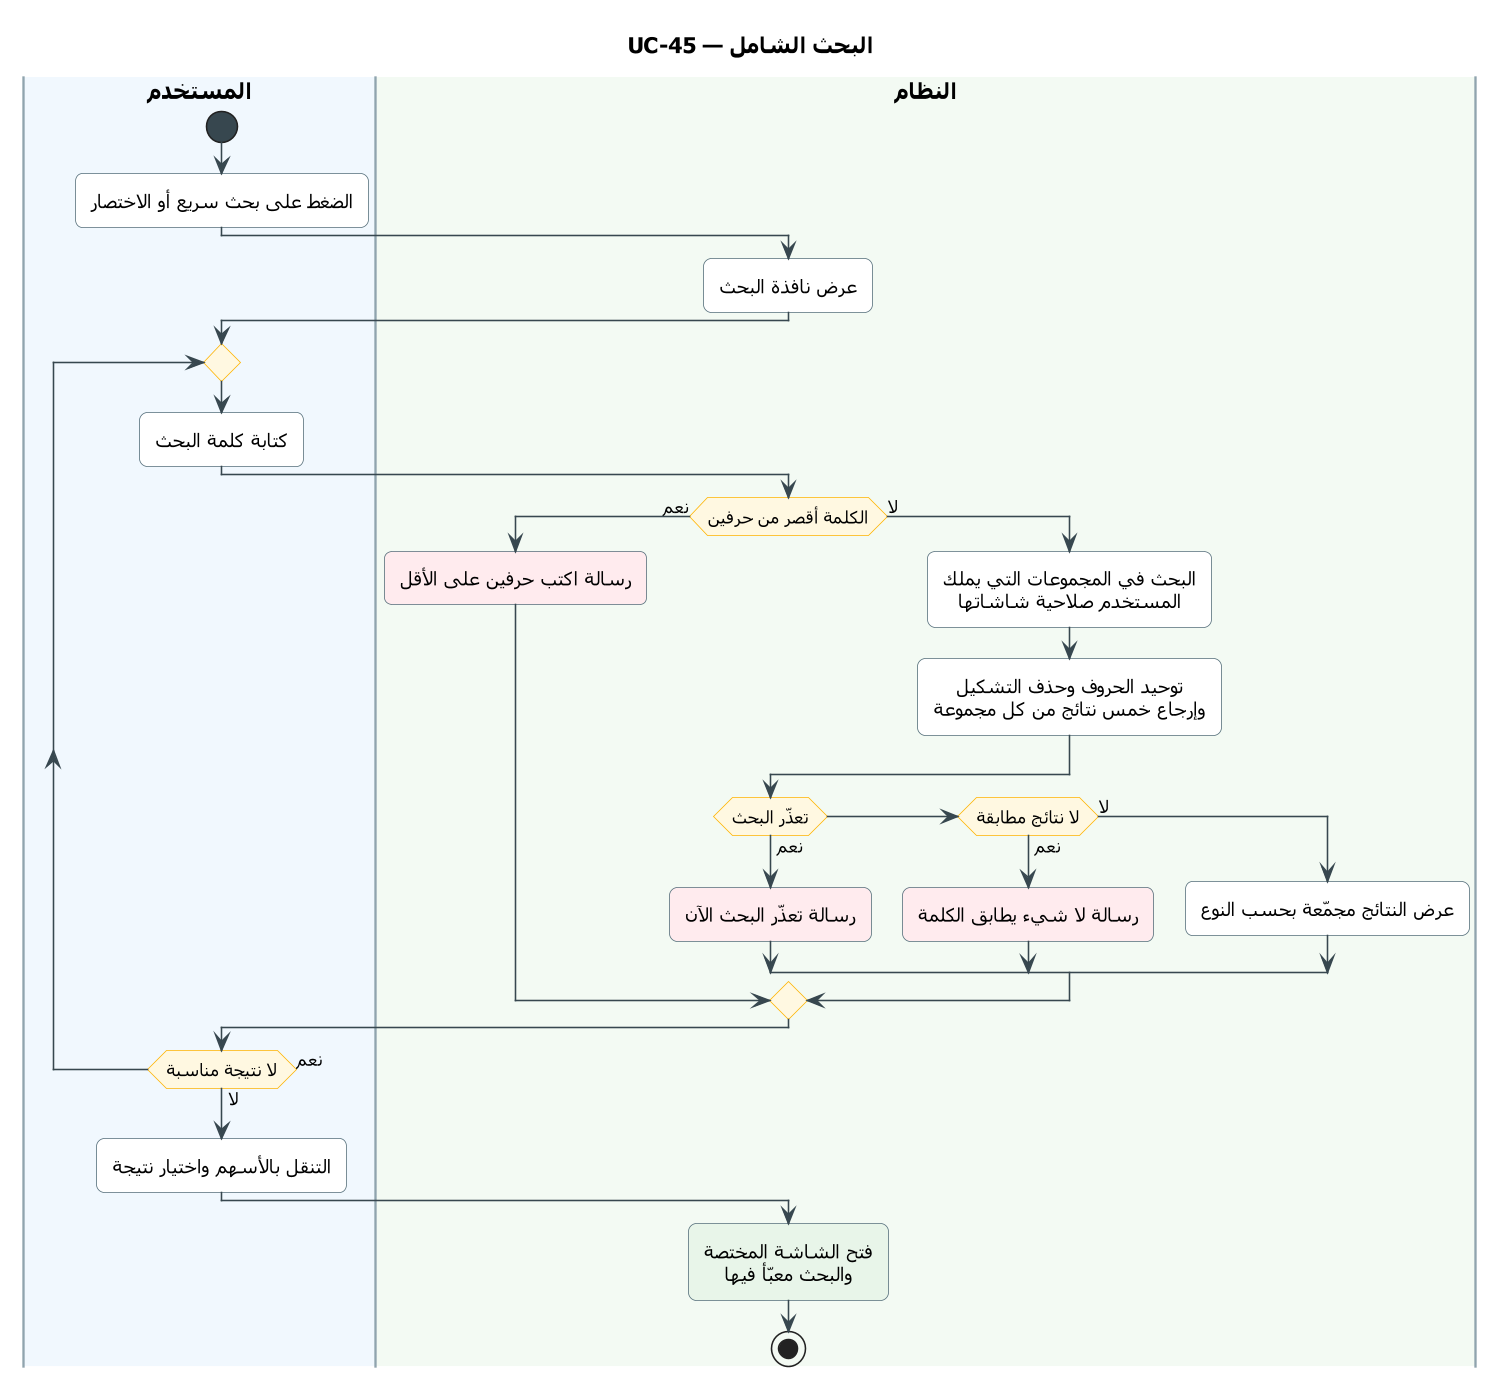 UC-45 — البحث الشامل
المستخدم
النظام
الضغط على بحث سريع أو الاختصار
عرض نافذة البحث
كتابة كلمة البحث
الكلمة أقصر من حرفين
نعم
لا
رسالة اكتب حرفين على الأقل
البحث في المجموعات التي يملك
المستخدم صلاحية شاشاتها
توحيد الحروف وحذف التشكيل
وإرجاع خمس نتائج من كل مجموعة
تعذّر البحث
نعم
لا نتائج مطابقة
نعم
لا
رسالة تعذّر البحث الآن
رسالة لا شيء يطابق الكلمة
عرض النتائج مجمّعة بحسب النوع
لا نتيجة مناسبة
نعم
لا
التنقل بالأسهم واختيار نتيجة
فتح الشاشة المختصة
والبحث معبّأ فيها